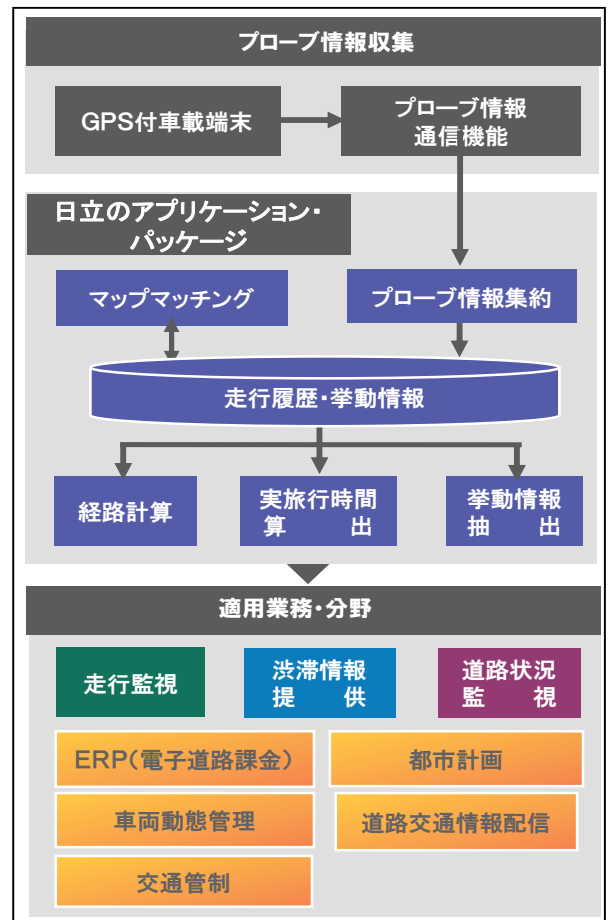 プローブ情報収集
GPS付車載端末
プローブ情報
通信機能
日立のアプリケーション・
パッケージ
マップマッチング
プローブ情報集約
走行履歴・挙動情報
経路計算
実旅行時間
算 出
挙動情報
抽 出
適用業務・分野
走行監視
渋滞情報
提 供
道路状況
監 視
ERP(電子道路課金)
都市計画
車両動態管理
道路交通情報配信
交通管制